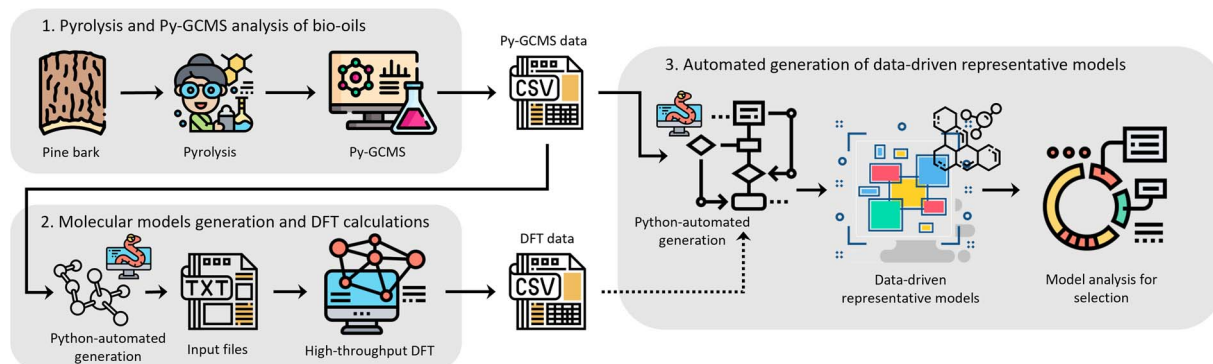 1. Pyrolysis and Py-GCMS analysis of bio-oils
Pine bark
Pyrolysis
Py-GCMS
Py-GCMS data
CSV
2. Molecular models generation and DFT calculations
Python-automated
generation
TXT
Input files
High-throughput DFT
DFT data
CSV
3. Automated generation of data-driven representative models
Python-automated
generation
Data-driven
representative models
Model analysis for
selection